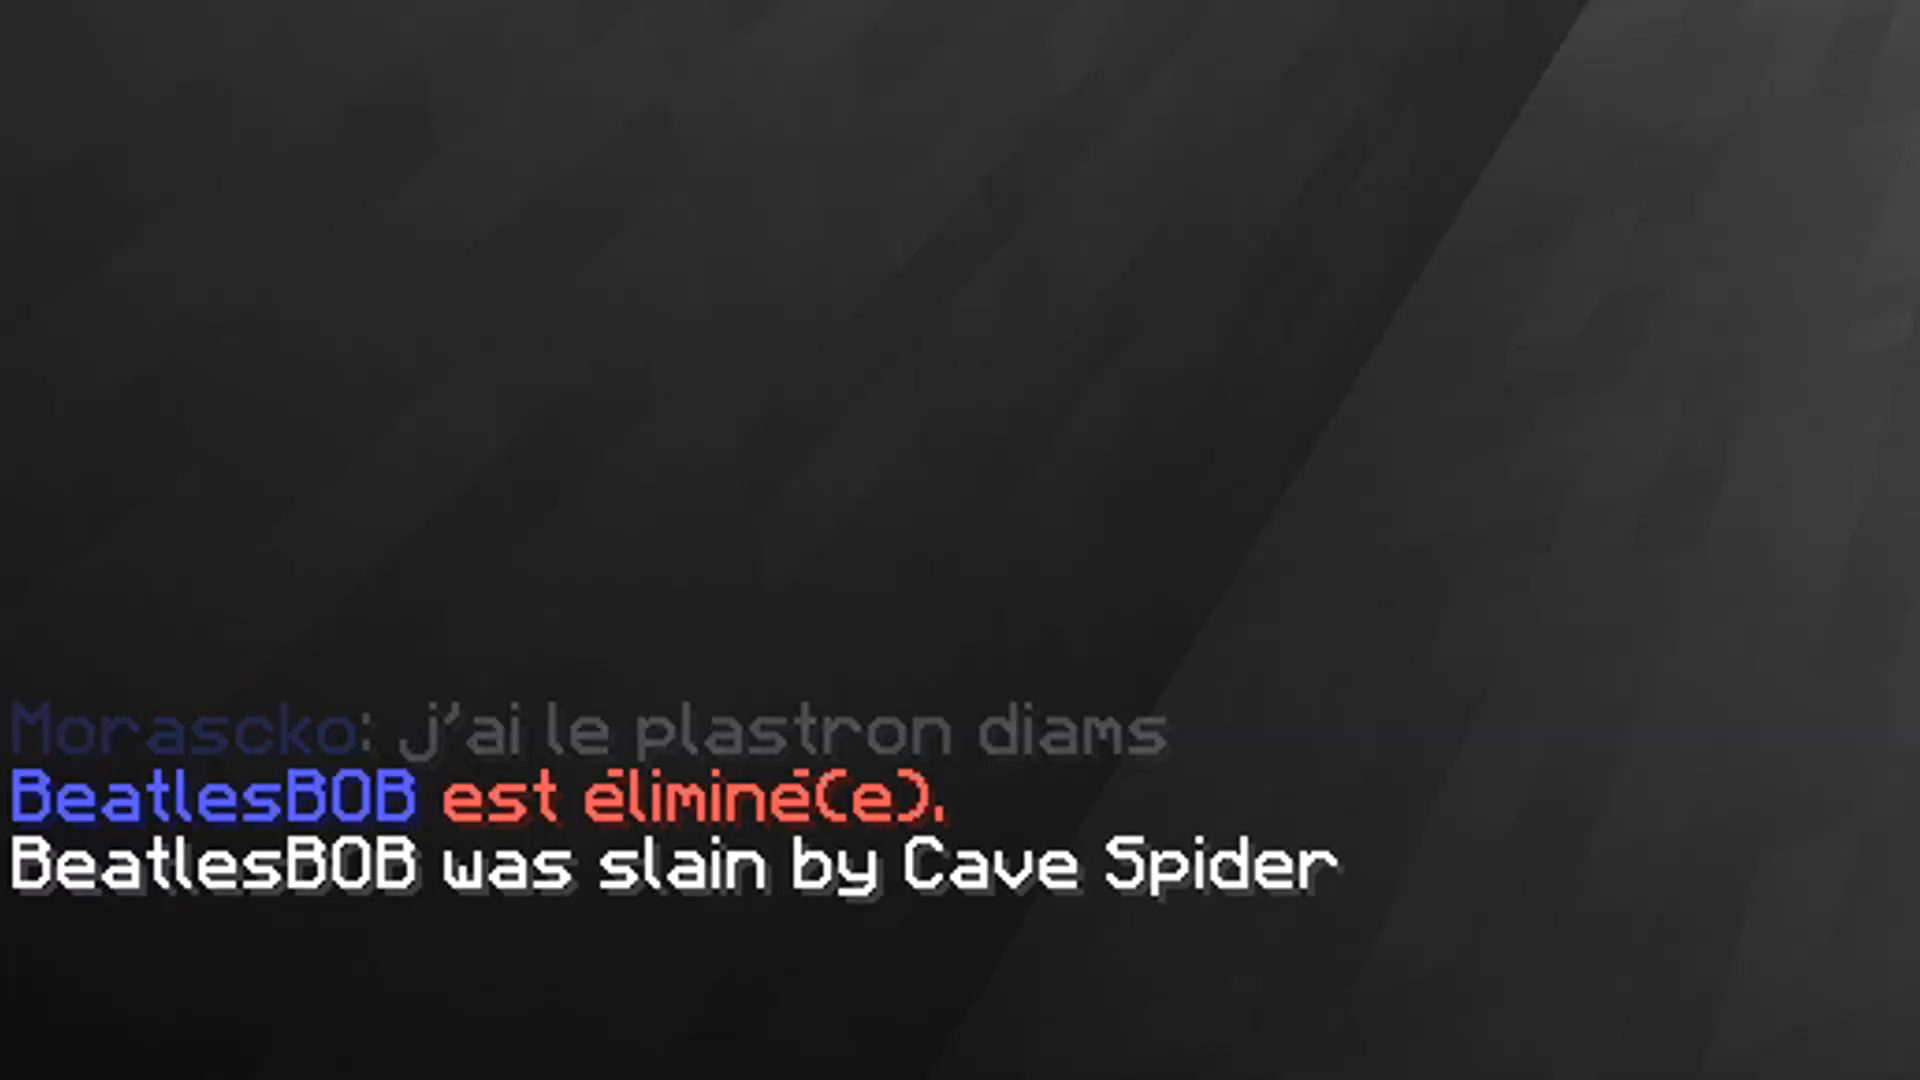 Morascko: j'ai le plastron diams
BeatlesBOB est éliminé(e).
BeatlesBOB was slain by Cave Spider